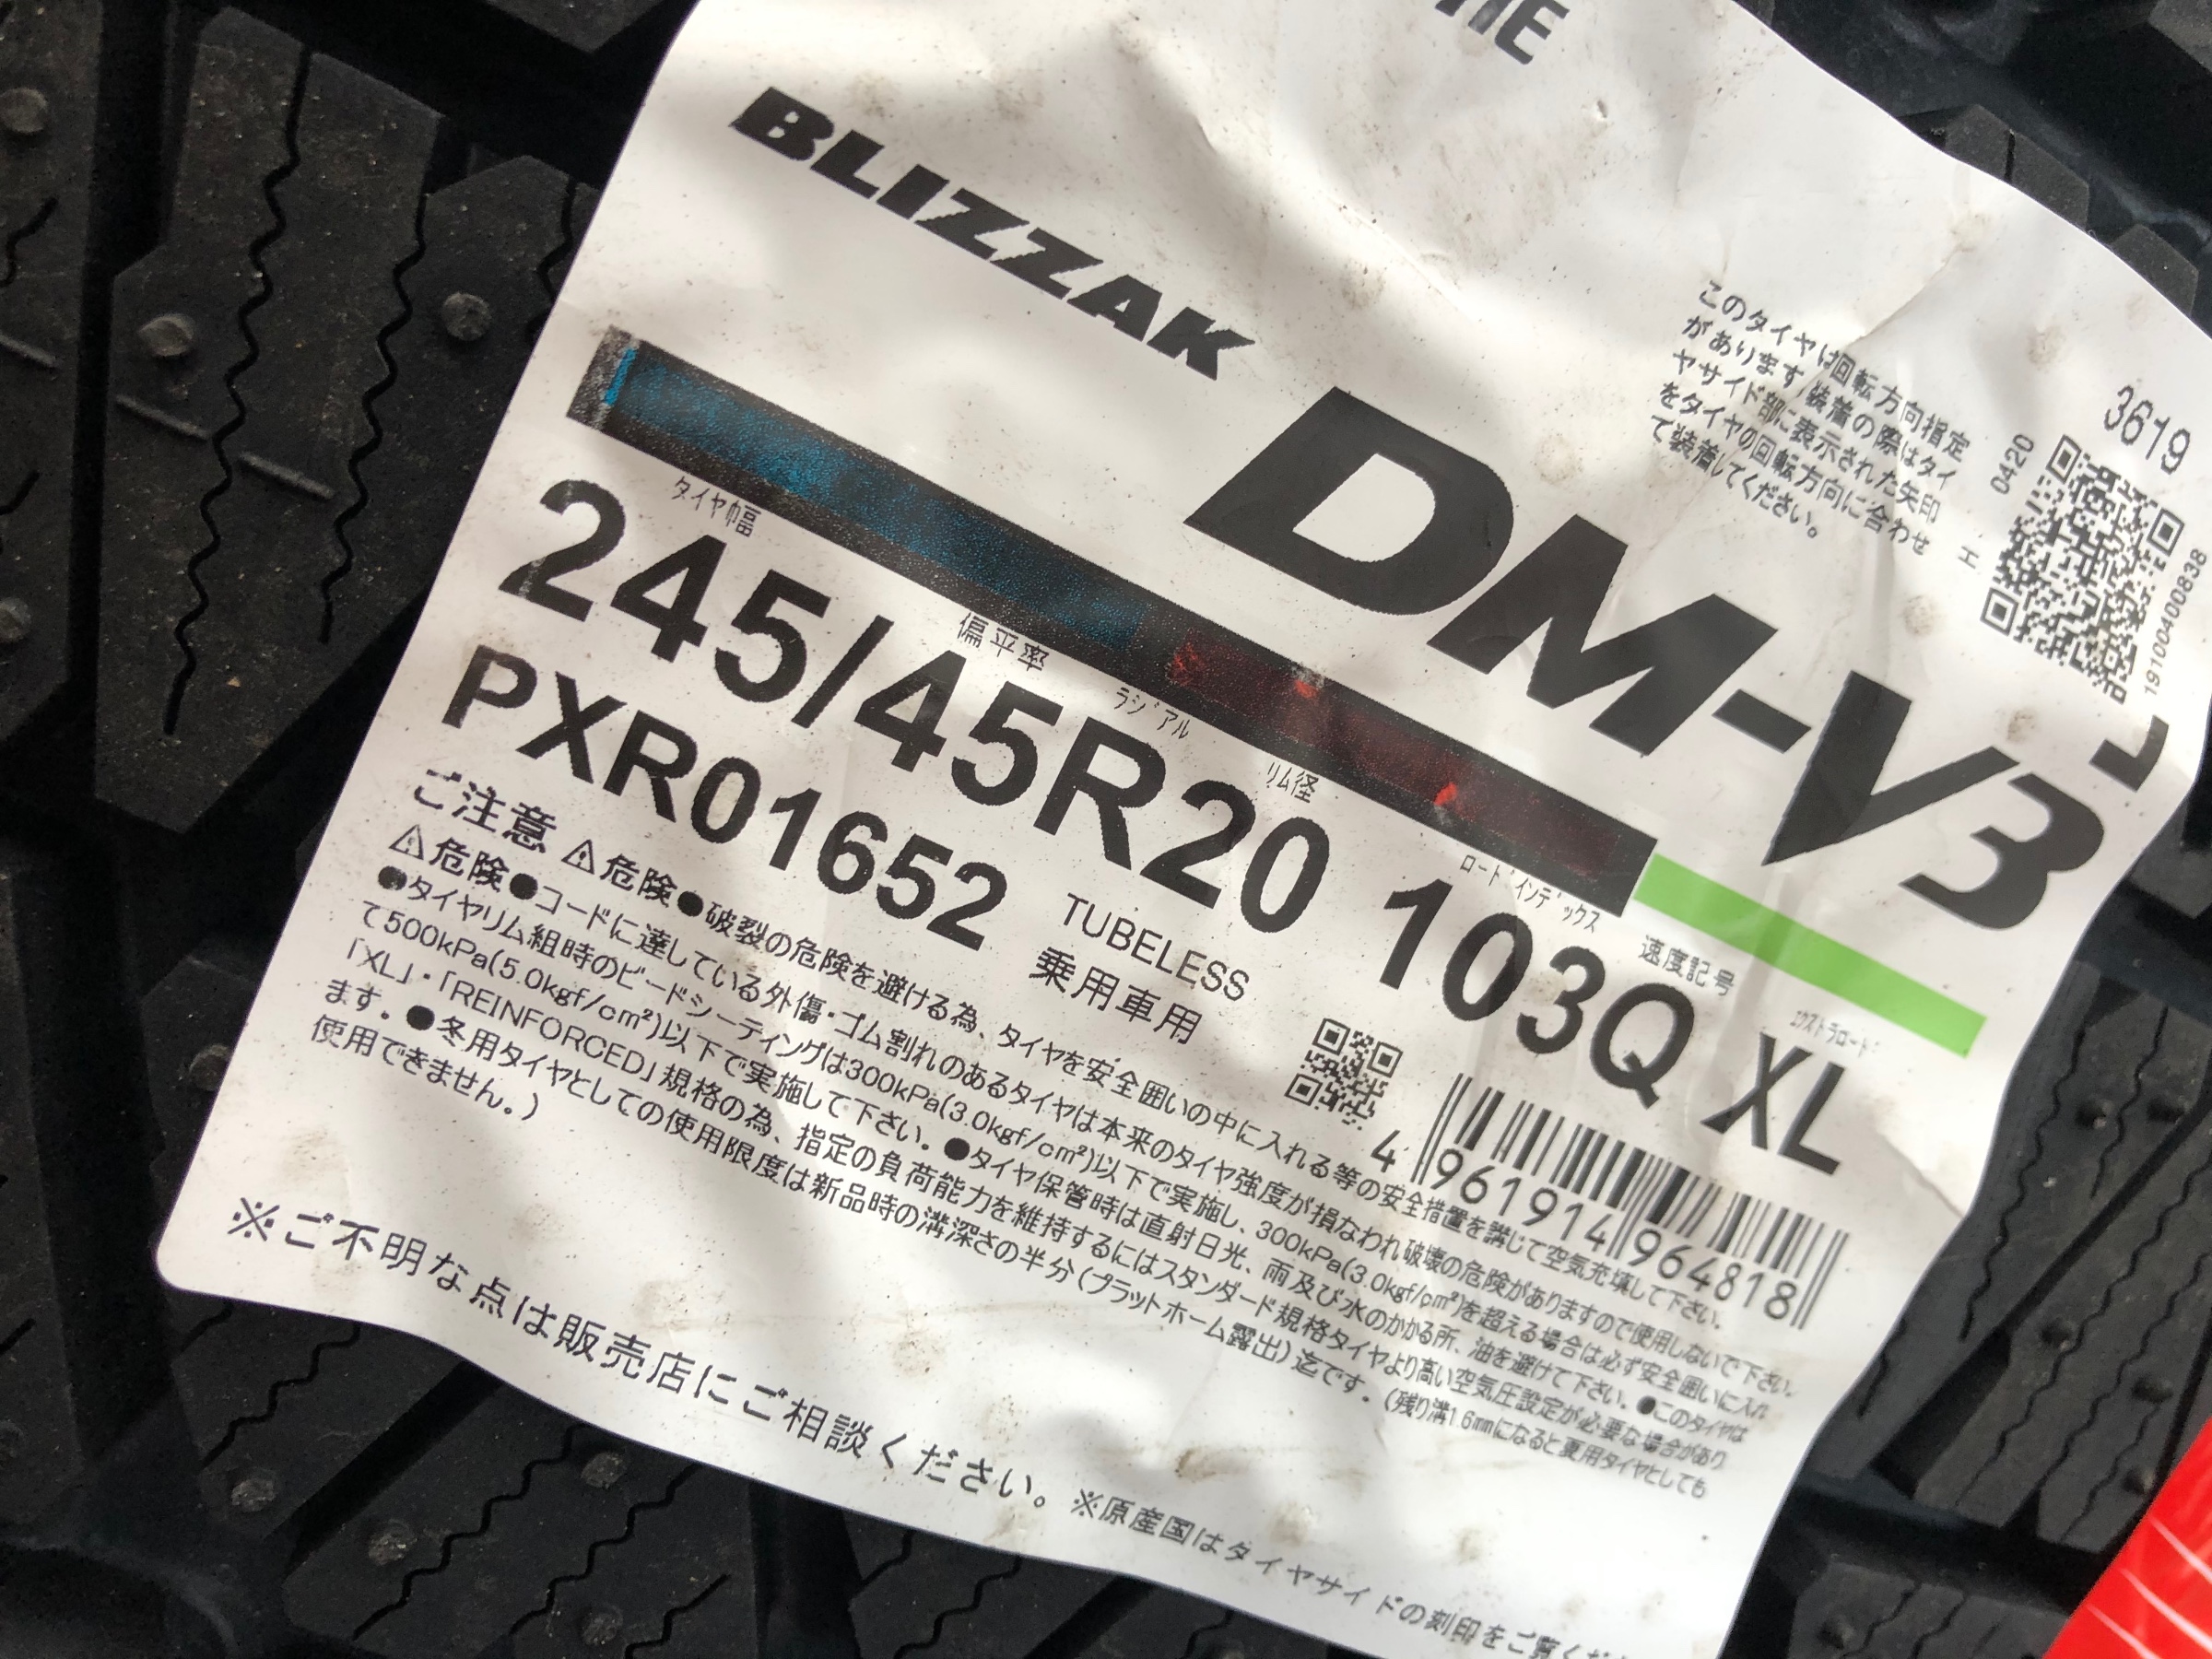 BLIZZAK
DM-V3
このタイヤは回転方向指定
があります。装着の際はタイ
ヤサイド部に表示された矢印
をタイヤの回転方向に合わせ
て装着してください。
3619
0420
エ
191004000838
タイヤ幅 偏平率 ラジアル リム径 ロードインデックス 速度記号 エクストラロード
245/45R20 103Q XL
PXR01652
TUBELESS
乗用車用
4 961914 964818
ご注意 ⚠危険●破裂の危険を避ける為、タイヤを安全囲いの中に入れる等の安全措置を講じて空気充填して下さい。
⚠危険●コードに達している外傷・ゴム割れのあるタイヤは本来のタイヤ強度が損なわれ破壊の危険がありますので使用しないで下さい。
●タイヤリム組時のビードシーティングは300kPa(3.0kgf/cm²)以下で実施し、300kPa(3.0kgf/cm²)を超える場合は必ず安全囲いに入れ
て500kPa(5.0kgf/cm²)以下で実施して下さい。●タイヤ保管時は直射日光、雨及び水のかかる所、油を避けて下さい。●このタイヤは
「XL」・「REINFORCED」規格の為、指定の負荷能力を維持するにはスタンダード規格タイヤより高い空気圧設定が必要な場合があり
ます。●冬用タイヤとしての使用限度は新品時の溝深さの半分(プラットホーム露出)迄です。(残り溝1.6mmになると夏用タイヤとしても
使用できません。)
※ご不明な点は販売店にご相談ください。 ※原産国はタイヤサイドの刻印をご覧くだ